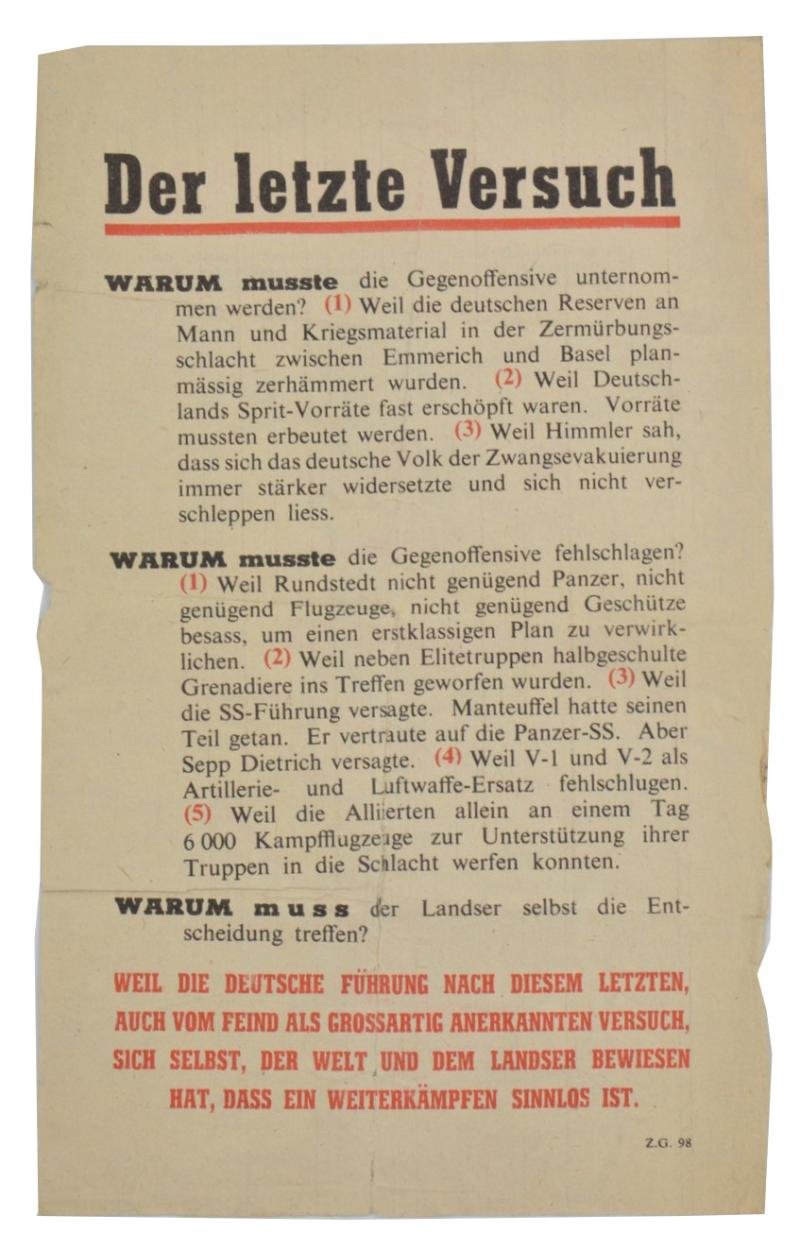 Der letzte Versuch
WARUM musste die Gegenoffensive unternom-
men werden? (1) Weil die deutschen Reserven an
Mann und Kriegsmaterial in der Zermürbungs-
schlacht zwischen Emmerich und Basel plan-
mässig zerhämmert wurden. (2) Weil Deutsch-
lands Sprit-Vorräte fast erschöpft waren. Vorräte
mussten erbeutet werden. (3) Weil Himmler sah,
dass sich das deutsche Volk der Zwangsevakuierung
immer stärker widersetzte und sich nicht ver-
schleppen liess.
WARUM musste die Gegenoffensive fehlschlagen?
(1) Weil Rundstedt nicht genügend Panzer, nicht
genügend Flugzeuge, nicht genügend Geschütze
besass, um einen erstklassigen Plan zu verwirk-
lichen. (2) Weil neben Elitetruppen halbgeschulte
Grenadiere ins Treffen geworfen wurden. (3) Weil
die SS-Führung versagte. Manteuffel hatte seinen
Teil getan. Er vertraute auf die Panzer-SS. Aber
Sepp Dietrich versagte. (4) Weil V-1 und V-2 als
Artillerie- und Luftwaffe-Ersatz fehlschlugen.
(5) Weil die Alliierten allein an einem Tag
6 000 Kampfflugzeuge zur Unterstützung ihrer
Truppen in die Schlacht werfen konnten.
WARUM muss der Landser selbst die Ent-
scheidung treffen?
WEIL DIE DEUTSCHE FÜHRUNG NACH DIESEM LETZTEN,
AUCH VOM FEIND ALS GROSSARTIG ANERKANNTEN VERSUCH,
SICH SELBST, DER WELT UND DEM LANDSER BEWIESEN
HAT, DASS EIN WEITERKÄMPFEN SINNLOS IST.
Z.G. 98